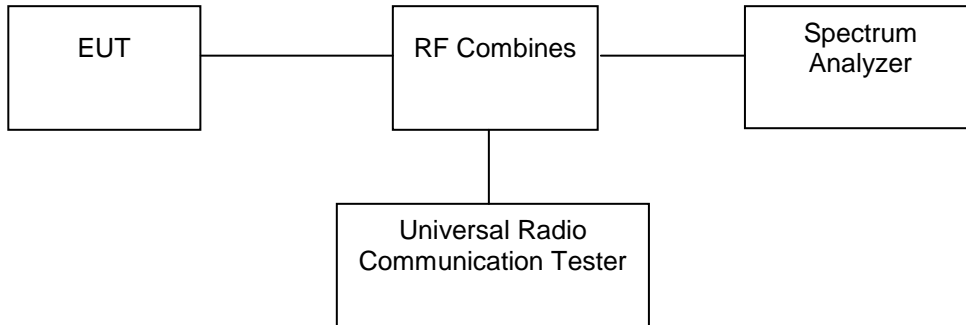 EUT
RF Combines
Spectrum
Analyzer
Universal Radio
Communication Tester